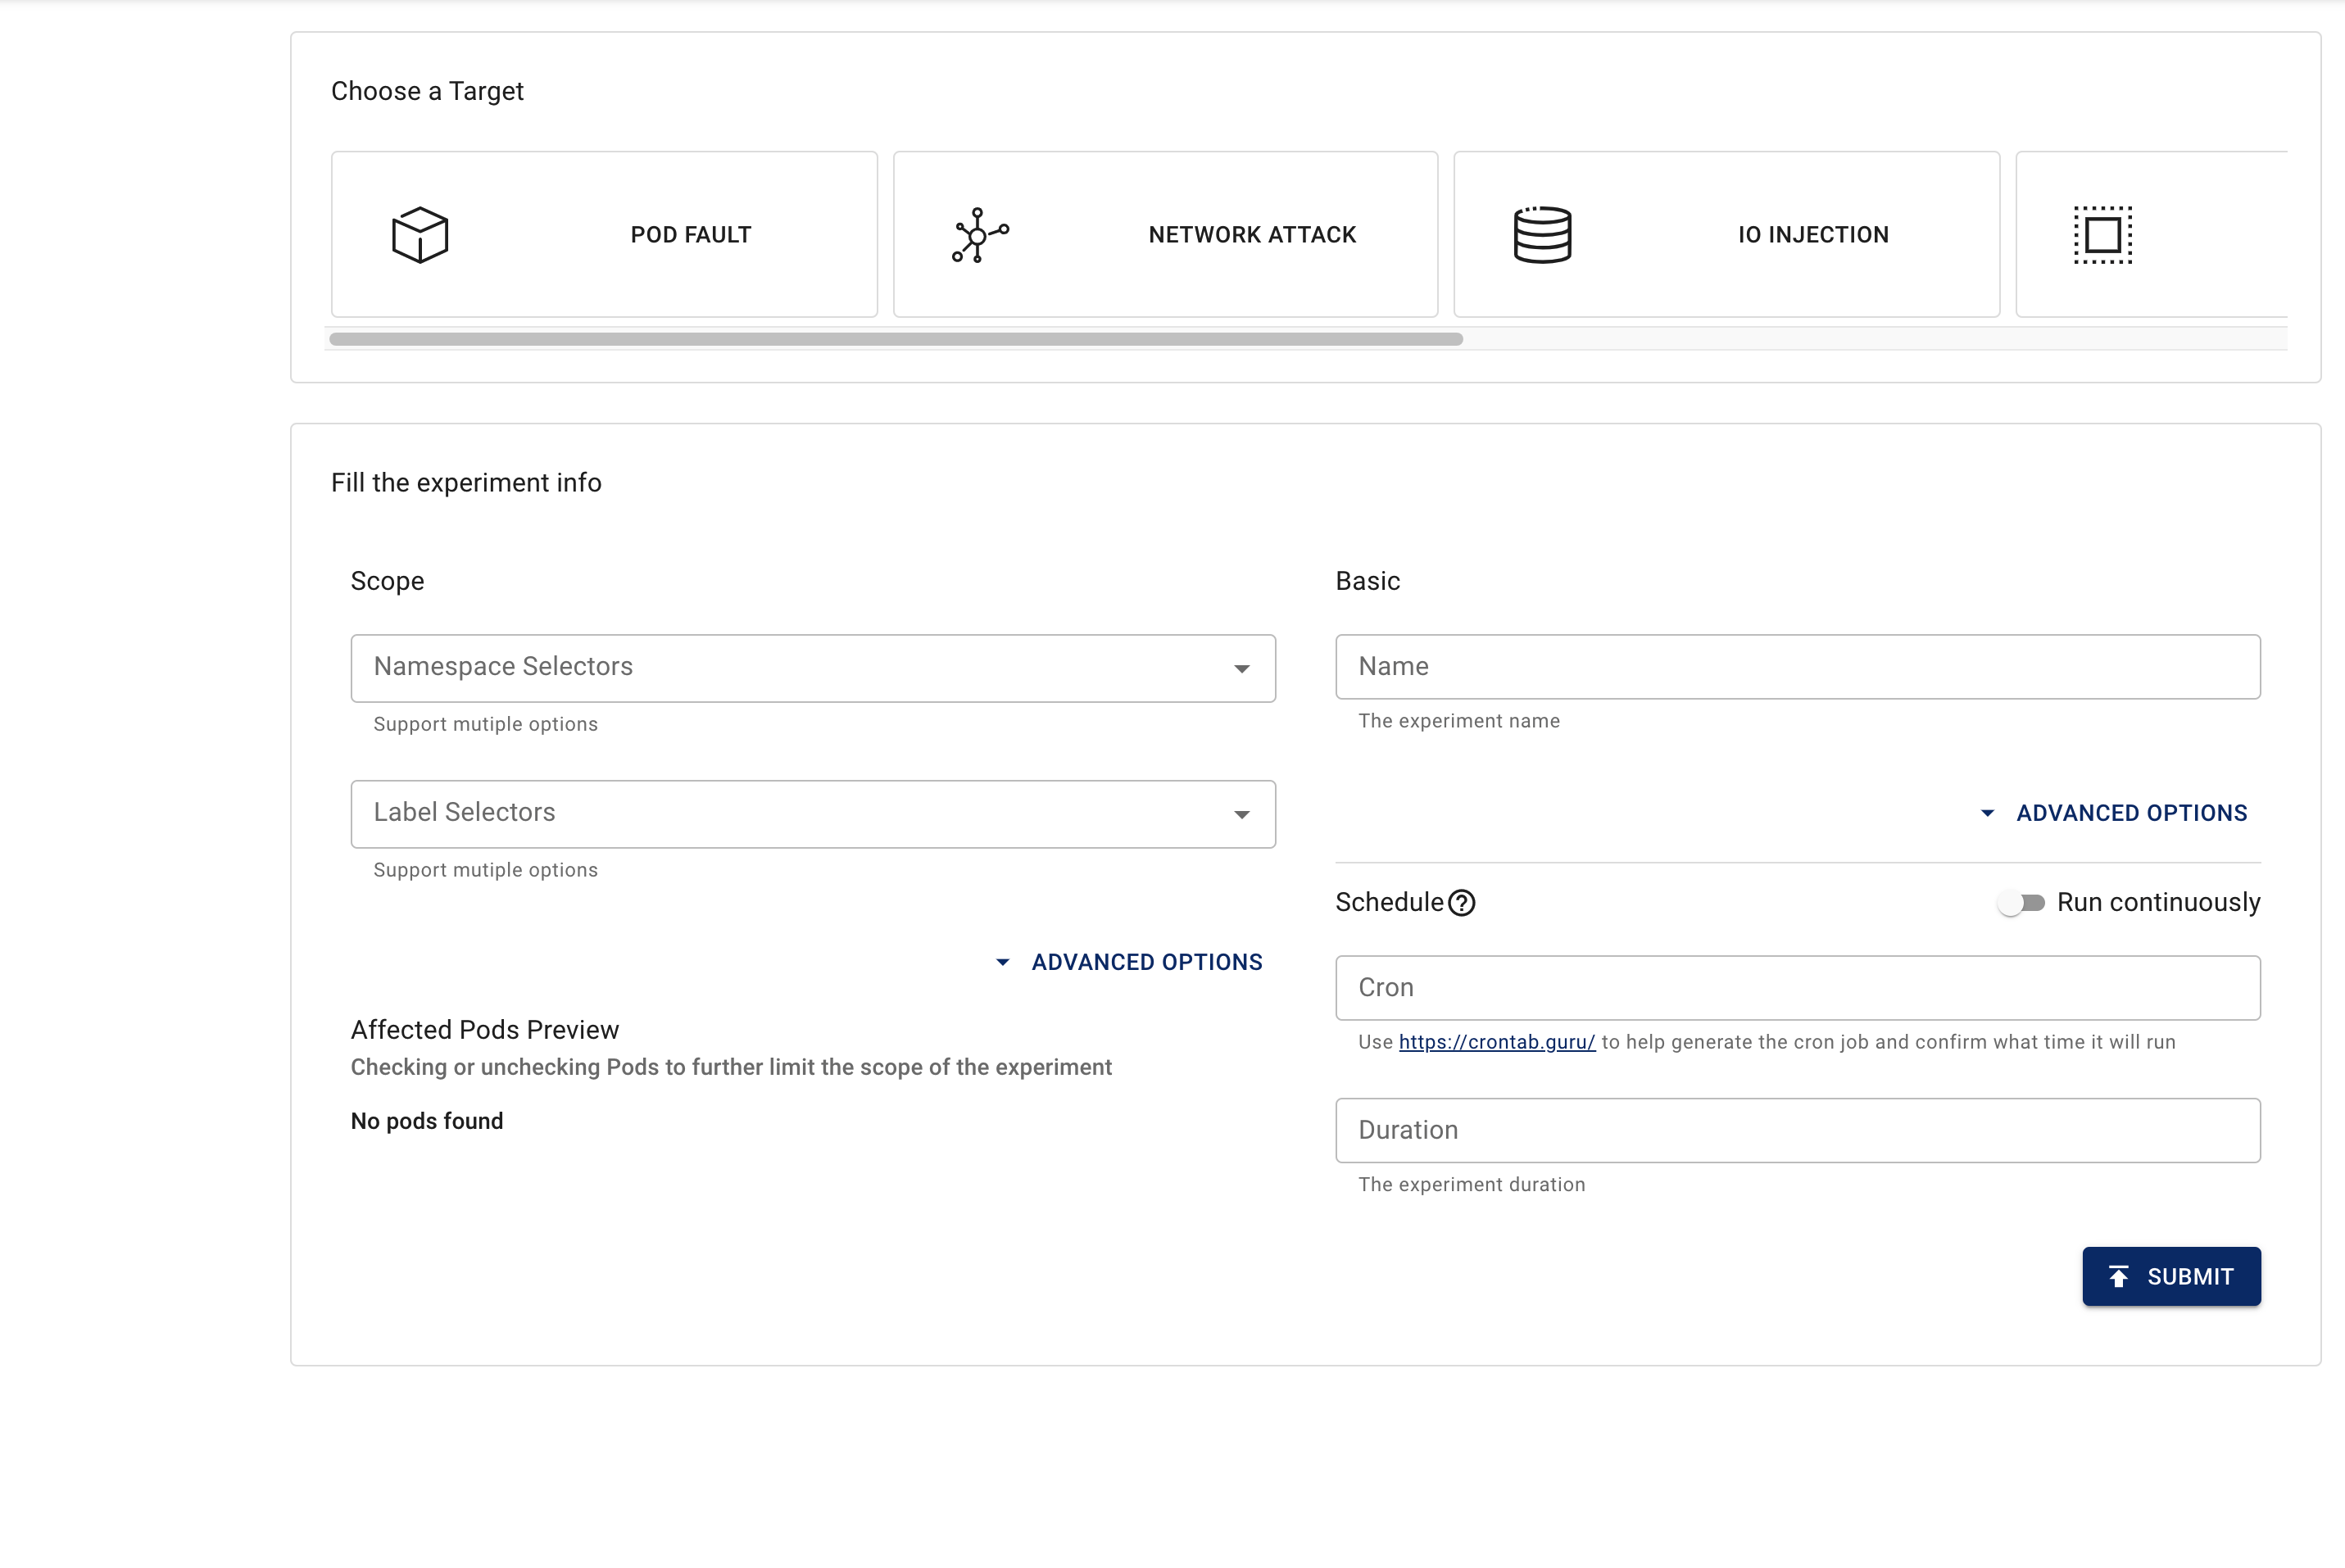 Choose a Target
POD FAULT
NETWORK ATTACK
IO INJECTION
Fill the experiment info
Scope
Namespace Selectors
Support mutiple options
Label Selectors
Support mutiple options
ADVANCED OPTIONS
Affected Pods Preview
Checking or unchecking Pods to further limit the scope of the experiment
No pods found
Basic
Name
The experiment name
ADVANCED OPTIONS
Schedule
Run continuously
Cron
Use https://crontab.guru/ to help generate the cron job and confirm what time it will run
Duration
The experiment duration
SUBMIT